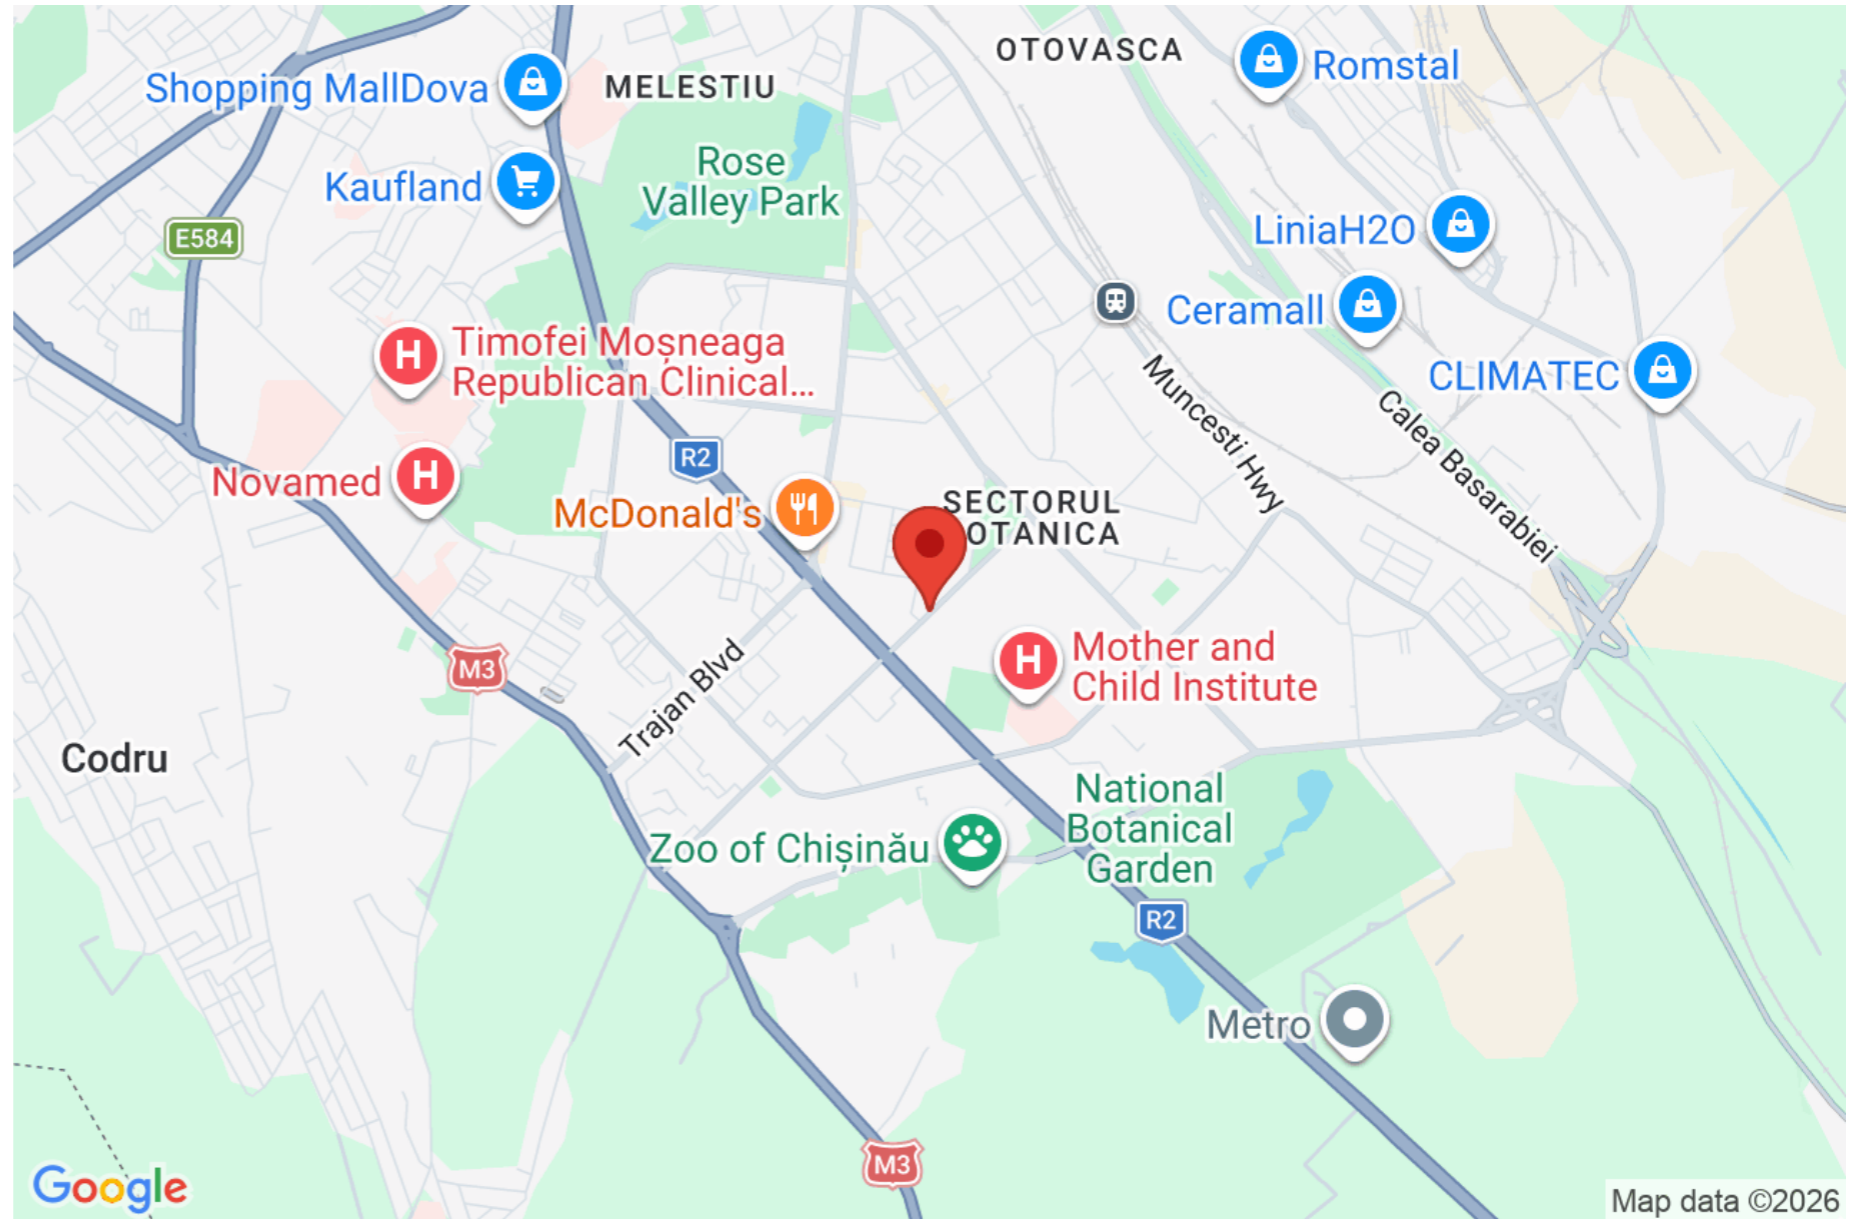 OTOVASCA
Romstal
Shopping MallDova
MELESTIU
Rose
Valley Park
Kaufland
E584
LiniaH2O
Ceramall
Timofei Moșneaga
Republican Clinical...
CLIMATEC
Muncesti Hwy
Calea Basarabiei
R2
Novamed
McDonald's
SECTORUL
OTANICA
Mother and
Child Institute
M3
Trajan Blvd
Codru
National
Botanical
Garden
Zoo of Chișinău
R2
Metro
M3
Google
Map data ©2026